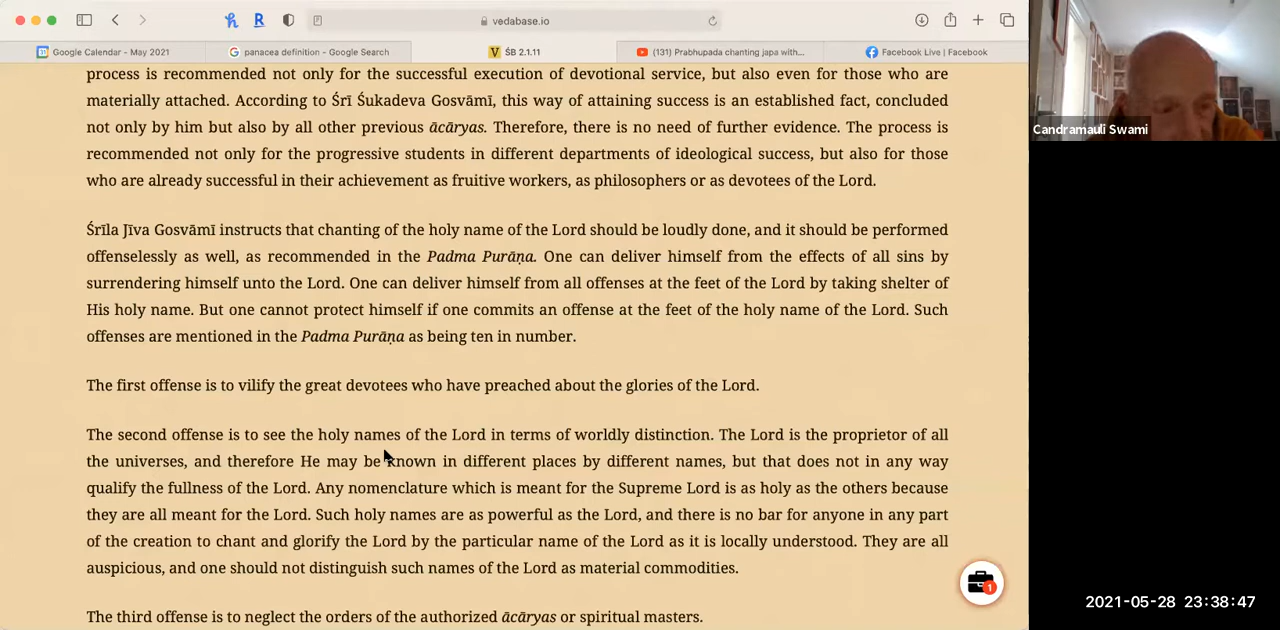 vedabase.io
Google Calendar - May 2021
panacea definition - Google Search
ŚB 2.1.11
(131) Prabhupada chanting japa with...
Facebook Live | Facebook
process is recommended not only for the successful execution of devotional service, but also even for those who are
materially attached. According to Śrī Śukadeva Gosvāmī, this way of attaining success is an established fact, concluded
not only by him but also by all other previous ācāryas. Therefore, there is no need of further evidence. The process is
recommended not only for the progressive students in different departments of ideological success, but also for those
who are already successful in their achievement as fruitive workers, as philosophers or as devotees of the Lord.
Śrīla Jīva Gosvāmī instructs that chanting of the holy name of the Lord should be loudly done, and it should be performed
offenselessly as well, as recommended in the Padma Purāṇa. One can deliver himself from the effects of all sins by
surrendering himself unto the Lord. One can deliver himself from all offenses at the feet of the Lord by taking shelter of
His holy name. But one cannot protect himself if one commits an offense at the feet of the holy name of the Lord. Such
offenses are mentioned in the Padma Purāṇa as being ten in number.
The first offense is to vilify the great devotees who have preached about the glories of the Lord.
The second offense is to see the holy names of the Lord in terms of worldly distinction. The Lord is the proprietor of all
the universes, and therefore He may be known in different places by different names, but that does not in any way
qualify the fullness of the Lord. Any nomenclature which is meant for the Supreme Lord is as holy as the others because
they are all meant for the Lord. Such holy names are as powerful as the Lord, and there is no bar for anyone in any part
of the creation to chant and glorify the Lord by the particular name of the Lord as it is locally understood. They are all
auspicious, and one should not distinguish such names of the Lord as material commodities.
The third offense is to neglect the orders of the authorized ācāryas or spiritual masters.
1
Candramauli Swami
2021-05-28 23:38:47